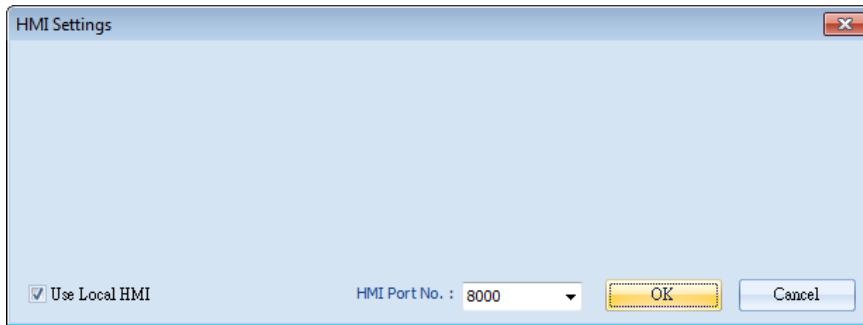 HMI Settings
Use Local HMI HMI Port No. : 8000 OK Cancel